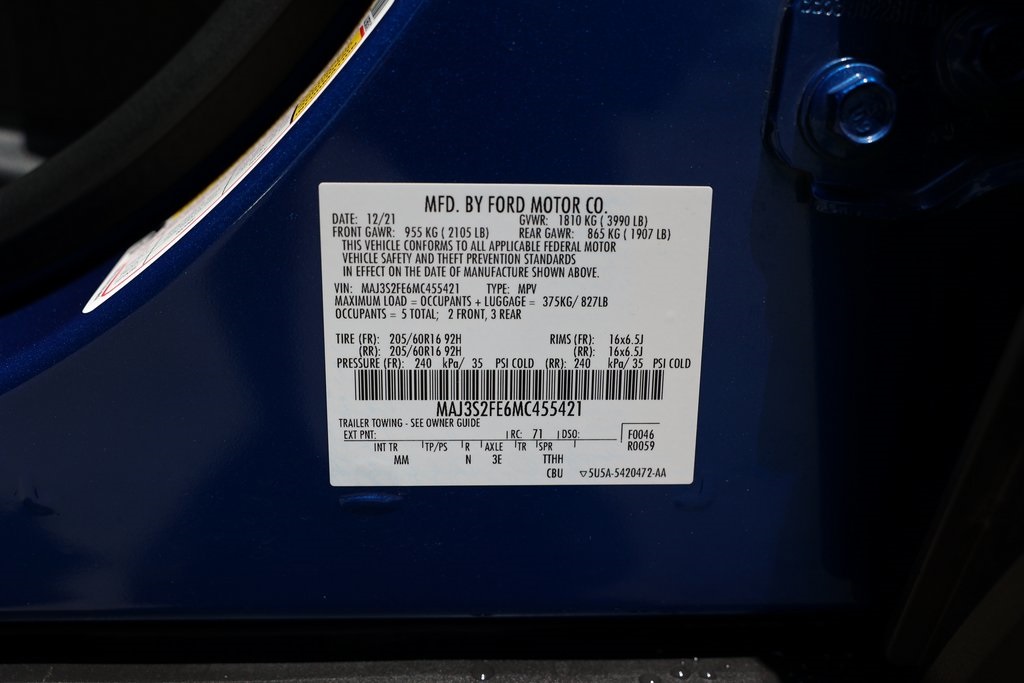 MFD. BY FORD MOTOR CO.
DATE: 12/21 GVWR: 1810 KG ( 3990 LB)
FRONT GAWR: 955 KG ( 2105 LB) REAR GAWR: 865 KG ( 1907 LB)
THIS VEHICLE CONFORMS TO ALL APPLICABLE FEDERAL MOTOR
VEHICLE SAFETY AND THEFT PREVENTION STANDARDS
IN EFFECT ON THE DATE OF MANUFACTURE SHOWN ABOVE.
VIN: MAJ3S2FE6MC455421 TYPE: MPV
MAXIMUM LOAD = OCCUPANTS + LUGGAGE = 375KG/ 827LB
OCCUPANTS = 5 TOTAL; 2 FRONT, 3 REAR
TIRE (FR): 205/60R16 92H RIMS (FR): 16x6.5J
(RR): 205/60R16 92H (RR): 16x6.5J
PRESSURE (FR): 240 kPa/ 35 PSI COLD (RR): 240 kPa/ 35 PSI COLD
MAJ3S2FE6MC455421
TRAILER TOWING - SEE OWNER GUIDE
EXT PNT: RC: 71 DSO: F0046
INT TR TP/PS R AXLE TR SPR R0059
MM N 3E TTHH
CBU ▽5U5A-5420472-AA